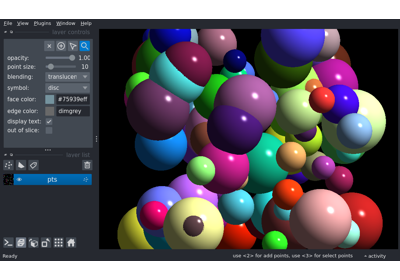 File View Plugins Window Help
layer controls
opacity: 1.00
point size: 10
blending: translucen
symbol: disc
face color: #75939eff
edge color: dimgrey
display text:
out of slice:
layer list
pts
Ready use <2> for add points, use <3> for select points activity